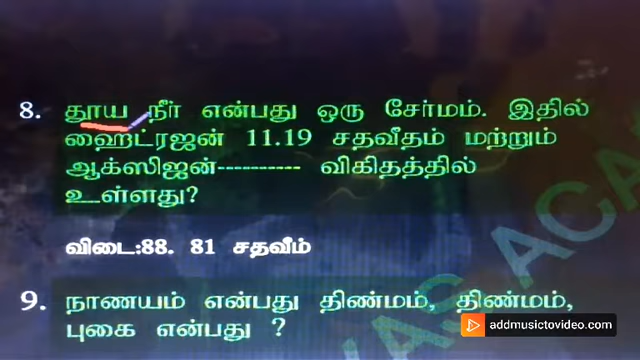 8. தூய நீர் என்பது ஒரு சேர்மம். இதில்
ஹைட்ரஜன் 11.19 சதவீதம் மற்றும்
ஆக்ஸிஜன்---------- விகிதத்தில்
உள்ளது?
விடை:88. 81 சதவீம்
9. நாணயம் என்பது திண்மம், திண்மம்,
புகை என்பது ?
addmusictovideo.com